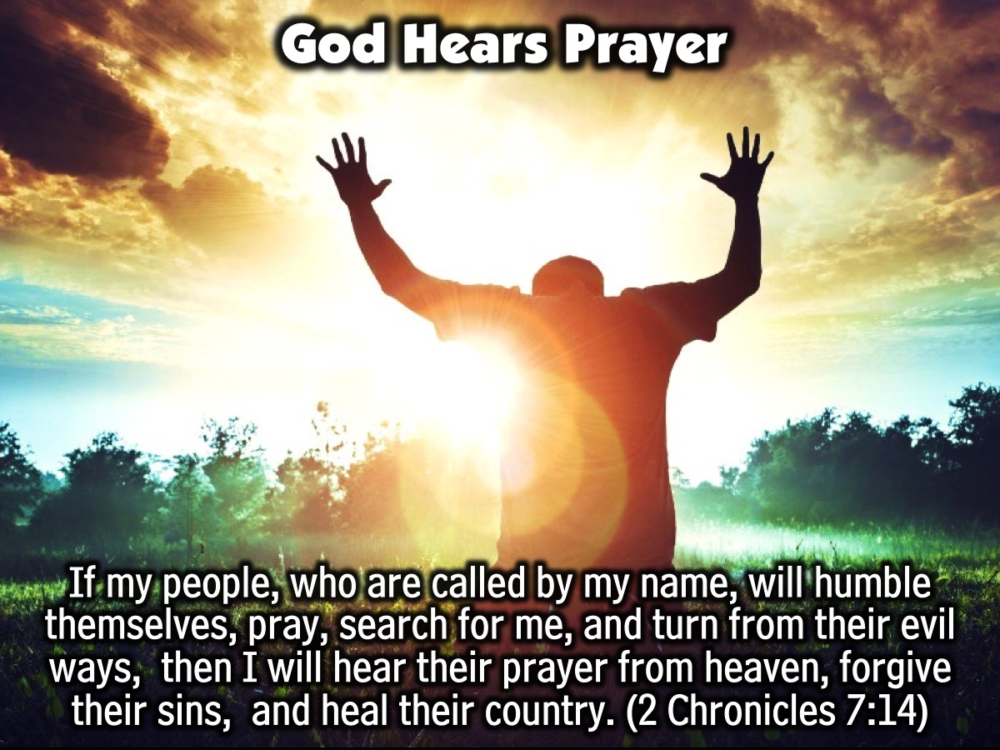 God Hears Prayer
If my people, who are called by my name, will humble
themselves, pray, search for me, and turn from their evil
ways,  then I will hear their prayer from heaven, forgive
their sins,  and heal their country. (2 Chronicles 7:14)